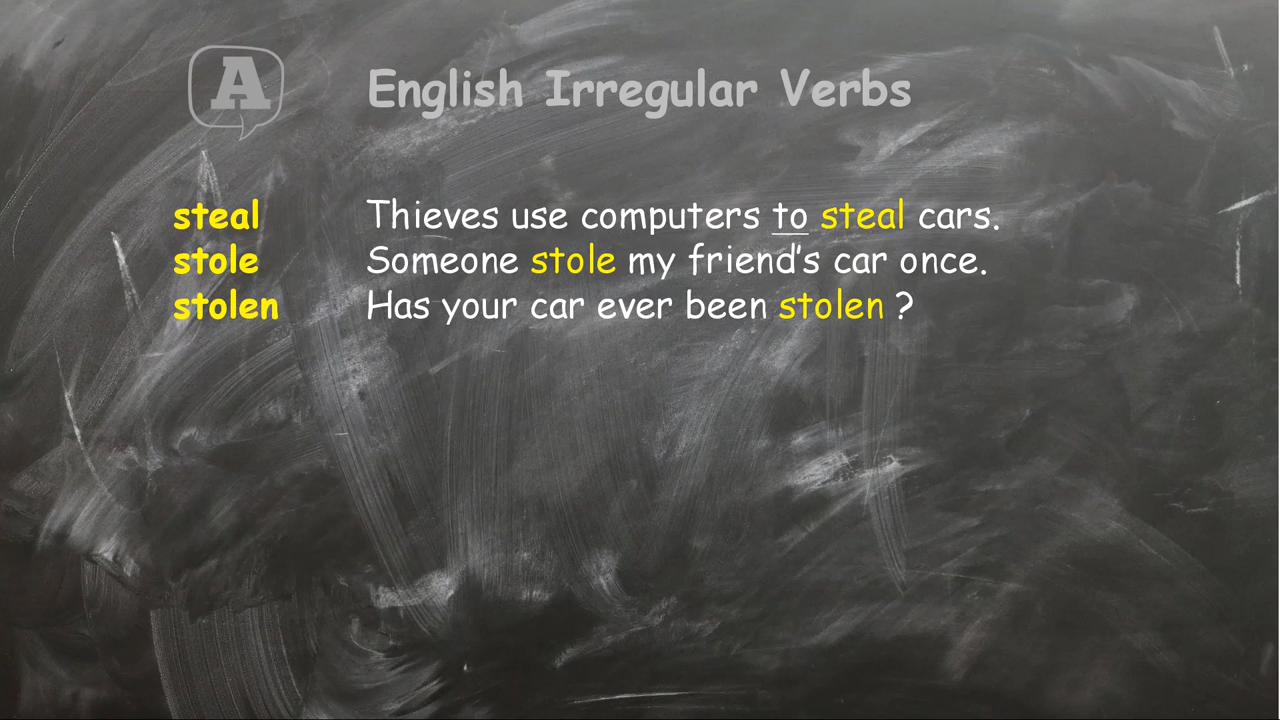 A English Irregular Verbs
steal Thieves use computers to steal cars.
stole Someone stole my friend's car once.
stolen Has your car ever been stolen ?